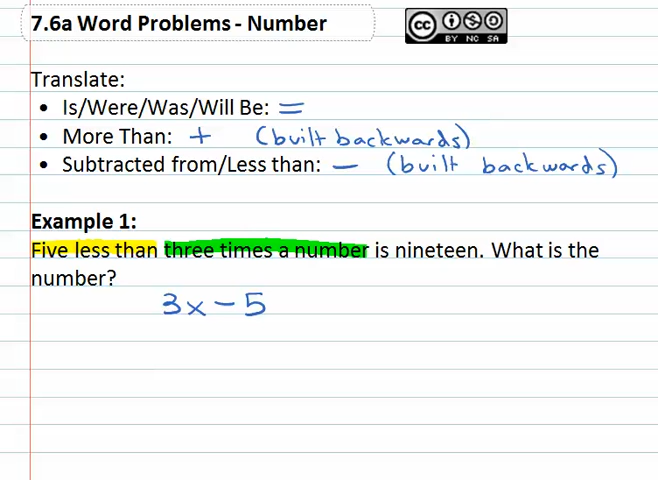 7.6a Word Problems - Number
cc BY NC SA
Translate:
• Is/Were/Was/Will Be: =
• More Than: + (built backwards)
• Subtracted from/Less than: — (built backwards)
Example 1:
Five less than three times a number is nineteen. What is the
number?
3x - 5